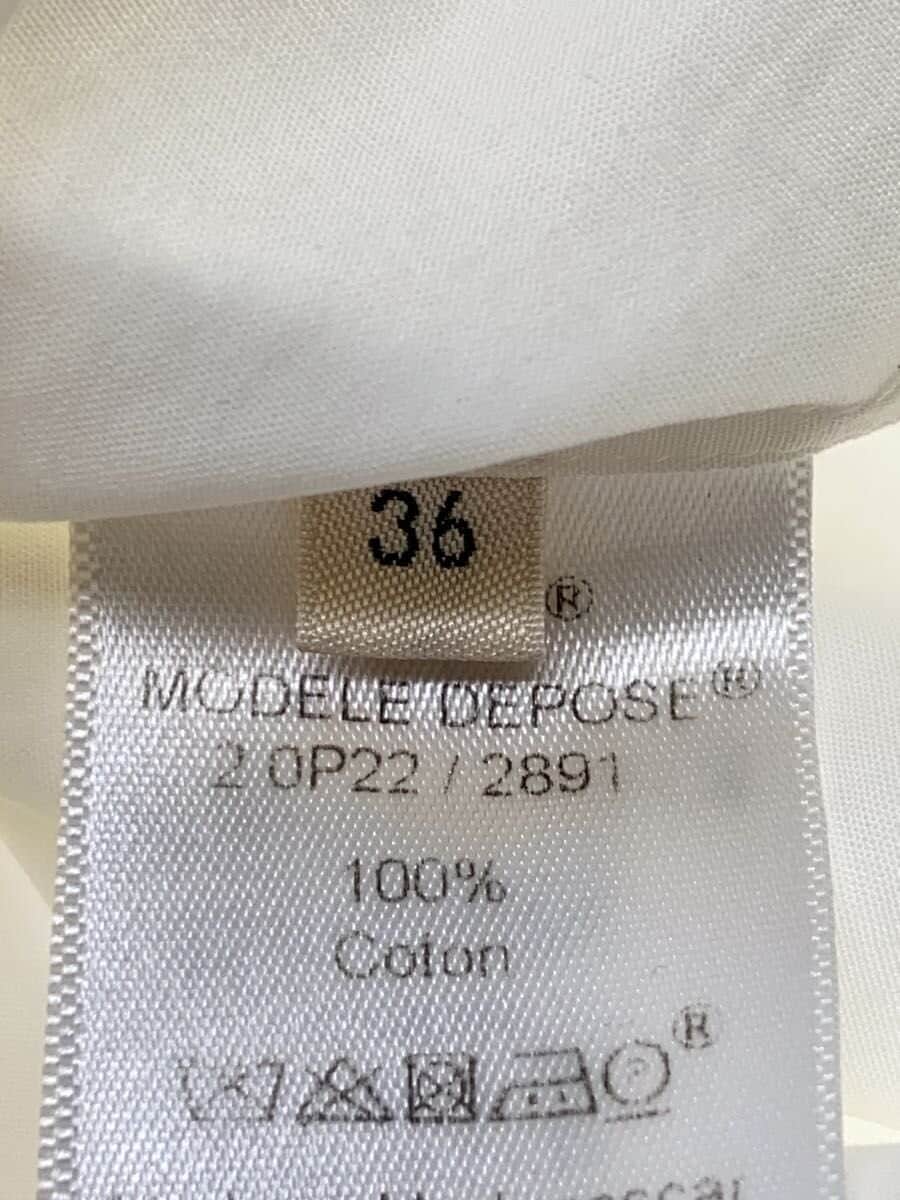 36
®
MODELE DEPOSE®
2 0P22 / 2891
100%
Coton
®